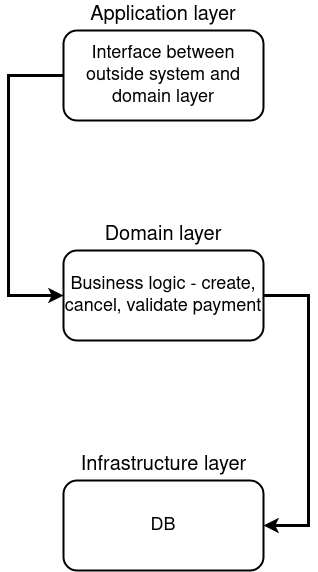 Application layer
Interface between
outside system and
domain layer
Domain layer
Business logic - create,
cancel, validate payment
Infrastructure layer
DB